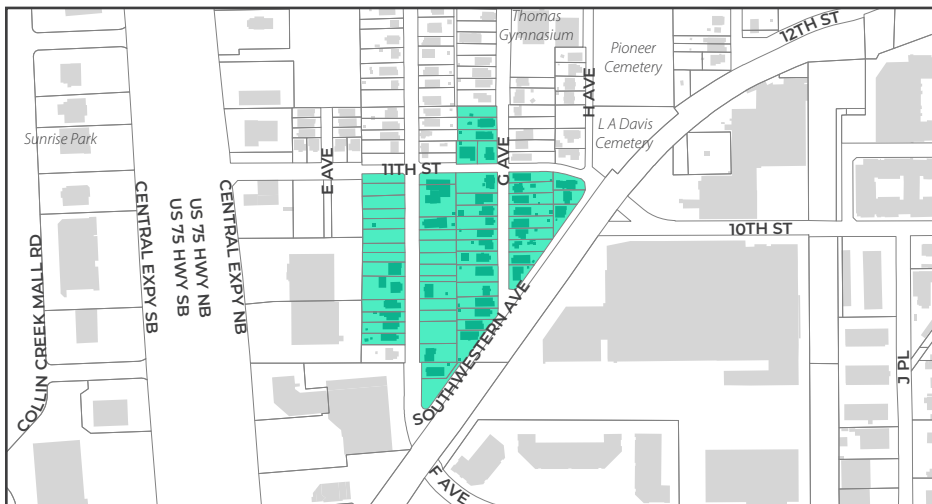 Thomas
Gymnasium
12TH ST
Pioneer
Cemetery
H AVE
L A Davis
Cemetery
Sunrise Park
E AVE
11TH ST
G AVE
CENTRAL EXPY SB
US 75 HWY SB
US 75 HWY NB
CENTRAL EXPY NB
10TH ST
COLLIN CREEK MALL RD
SOUTHWESTERN AVE
J PL
F AVE